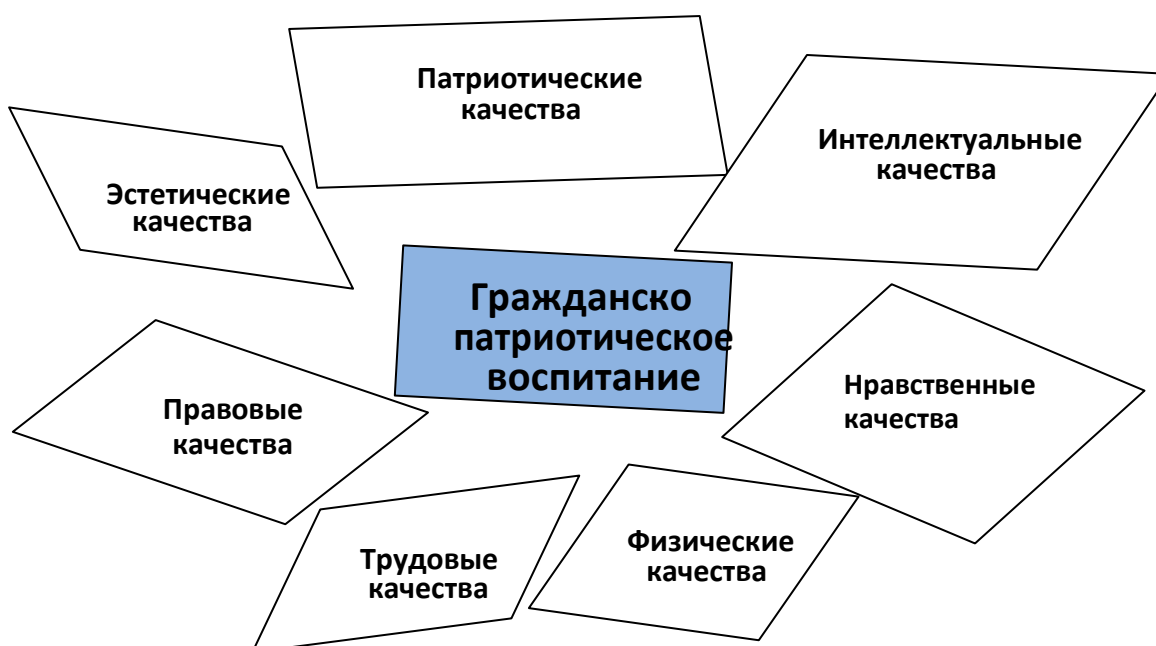 Патриотические
качества
Интеллектуальные
качества
Эстетические
качества
Гражданско
патриотическое
воспитание
Нравственные
качества
Правовые
качества
Физические
качества
Трудовые
качества